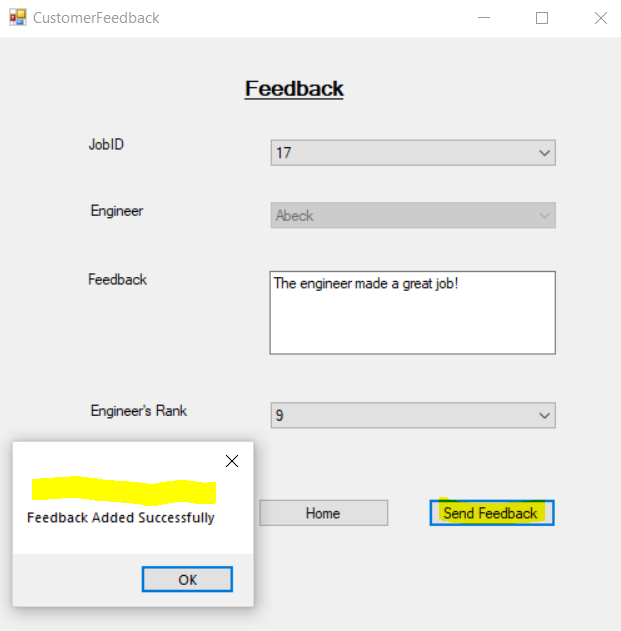 CustomerFeedback
Feedback
JobID
17
Engineer
Abeck
Feedback
The engineer made a great job!
Engineer's Rank
9
Feedback Added Successfully
OK
Home
Send Feedback